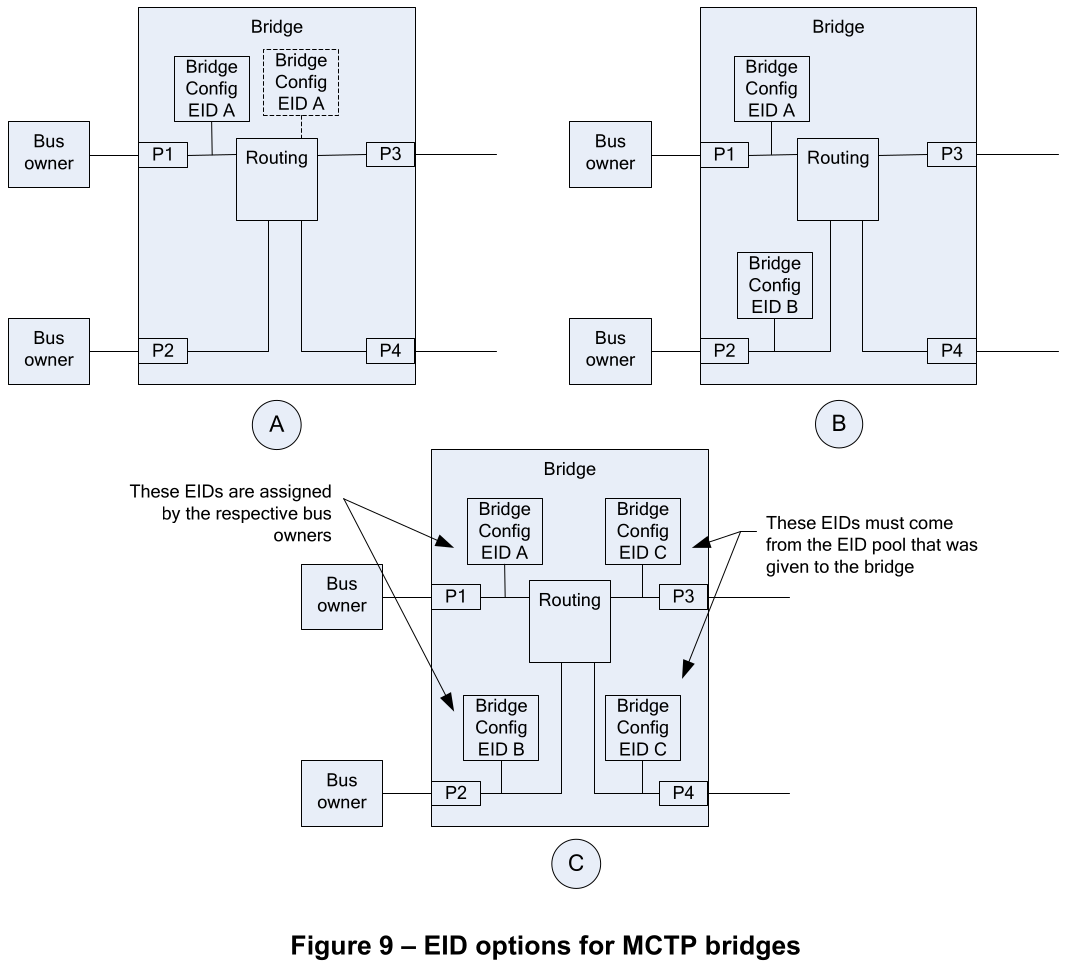 Bridge
Bridge
Config
EID A
Bridge
Config
EID A
Bus
owner
P1
Routing
P3
Bus
owner
P2
P4
A
Bridge
Bridge
Config
EID A
Bus
owner
P1
Routing
P3
Bridge
Config
EID B
Bus
owner
P2
P4
B
Bridge
These EIDs are assigned
by the respective bus
owners
Bridge
Config
EID A
Bridge
Config
EID C
These EIDs must come
from the EID pool that was
given to the bridge
Bus
owner
P1
Routing
P3
Bridge
Config
EID B
Bridge
Config
EID C
Bus
owner
P2
P4
C
Figure 9 – EID options for MCTP bridges